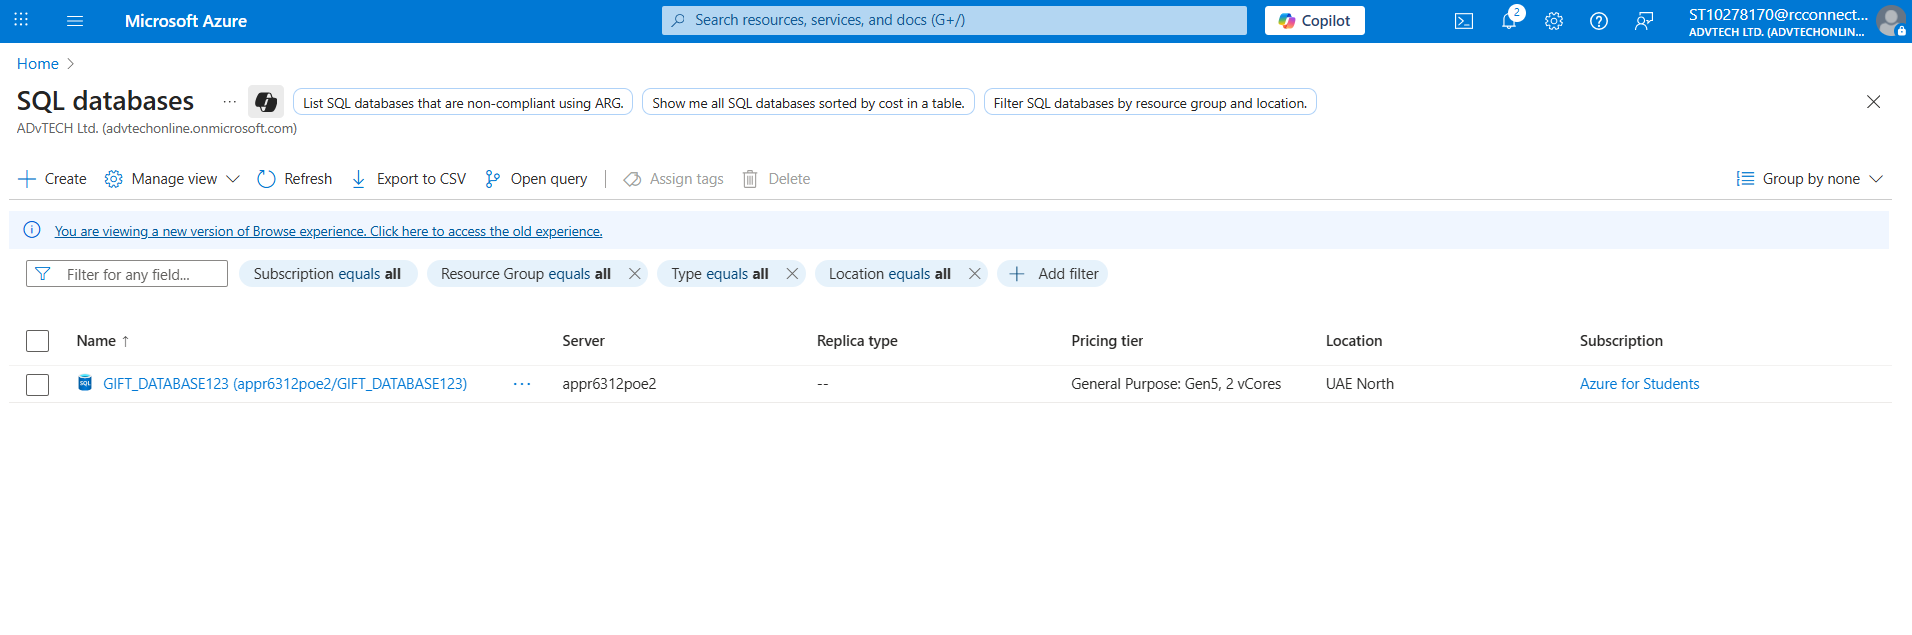 Microsoft Azure
Search resources, services, and docs (G+/)
Copilot
2
ST10278170@rcconnect...
ADVTECH LTD. (ADVTECHONLIN...
Home
SQL databases
...
List SQL databases that are non-compliant using ARG.
Show me all SQL databases sorted by cost in a table.
Filter SQL databases by resource group and location.
ADvTECH Ltd. (advtechonline.onmicrosoft.com)
Create
Manage view
Refresh
Export to CSV
Open query
Assign tags
Delete
Group by none
You are viewing a new version of Browse experience. Click here to access the old experience.
Filter for any field...
Subscription equals all
Resource Group equals all
Type equals all
Location equals all
Add filter
Name ↑
Server
Replica type
Pricing tier
Location
Subscription
SQL
GIFT_DATABASE123 (appr6312poe2/GIFT_DATABASE123)
...
appr6312poe2
--
General Purpose: Gen5, 2 vCores
UAE North
Azure for Students